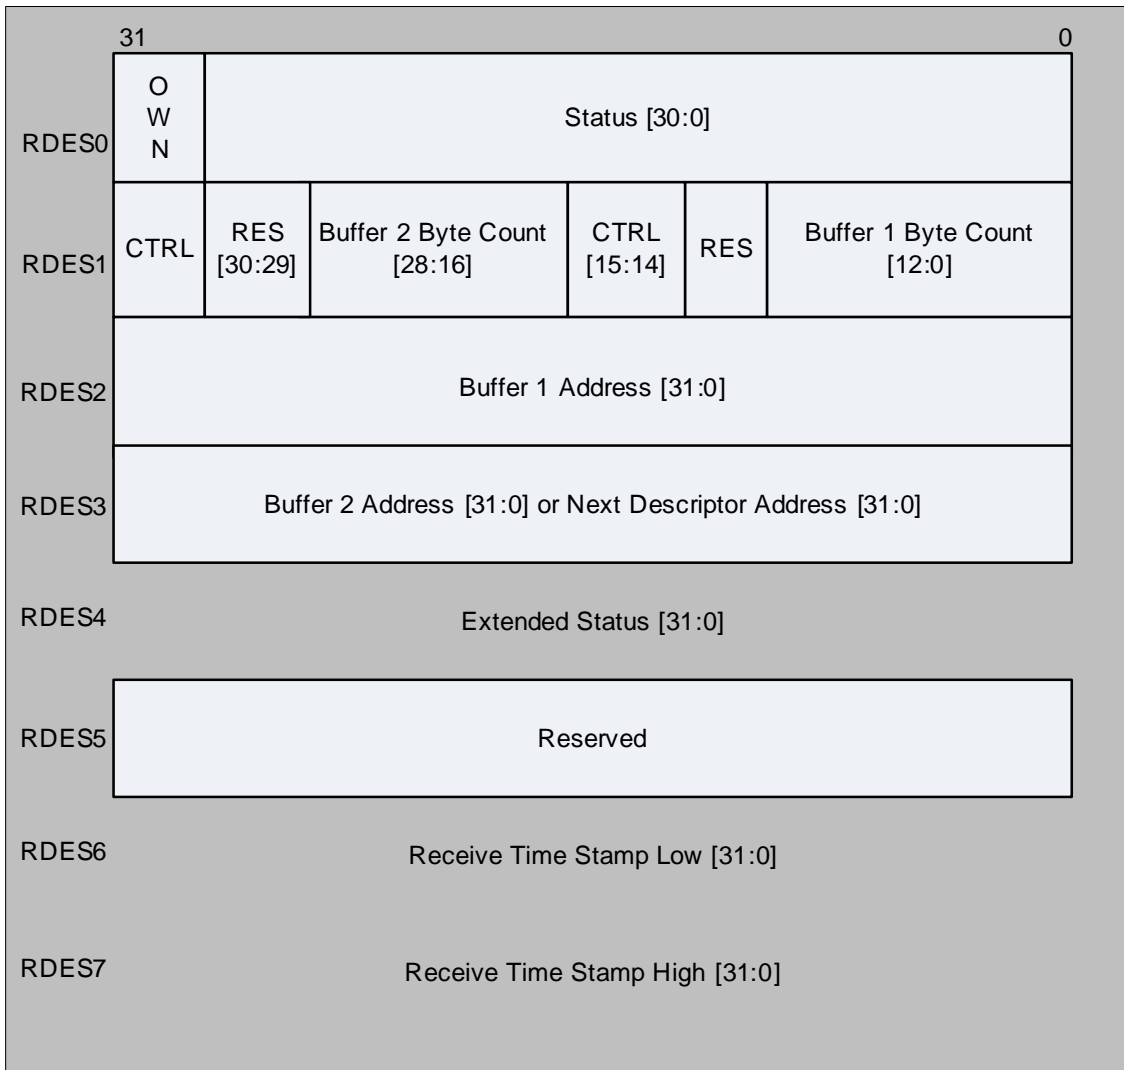 31 0
O
W
N
Status [30:0]
RDES0
CTRL
RES
[30:29]
Buffer 2 Byte Count
[28:16]
CTRL
[15:14]
RES
Buffer 1 Byte Count
[12:0]
RDES1
RDES2
Buffer 1 Address [31:0]
RDES3
Buffer 2 Address [31:0] or Next Descriptor Address [31:0]
RDES4
Extended Status [31:0]
RDES5
Reserved
RDES6
Receive Time Stamp Low [31:0]
RDES7
Receive Time Stamp High [31:0]